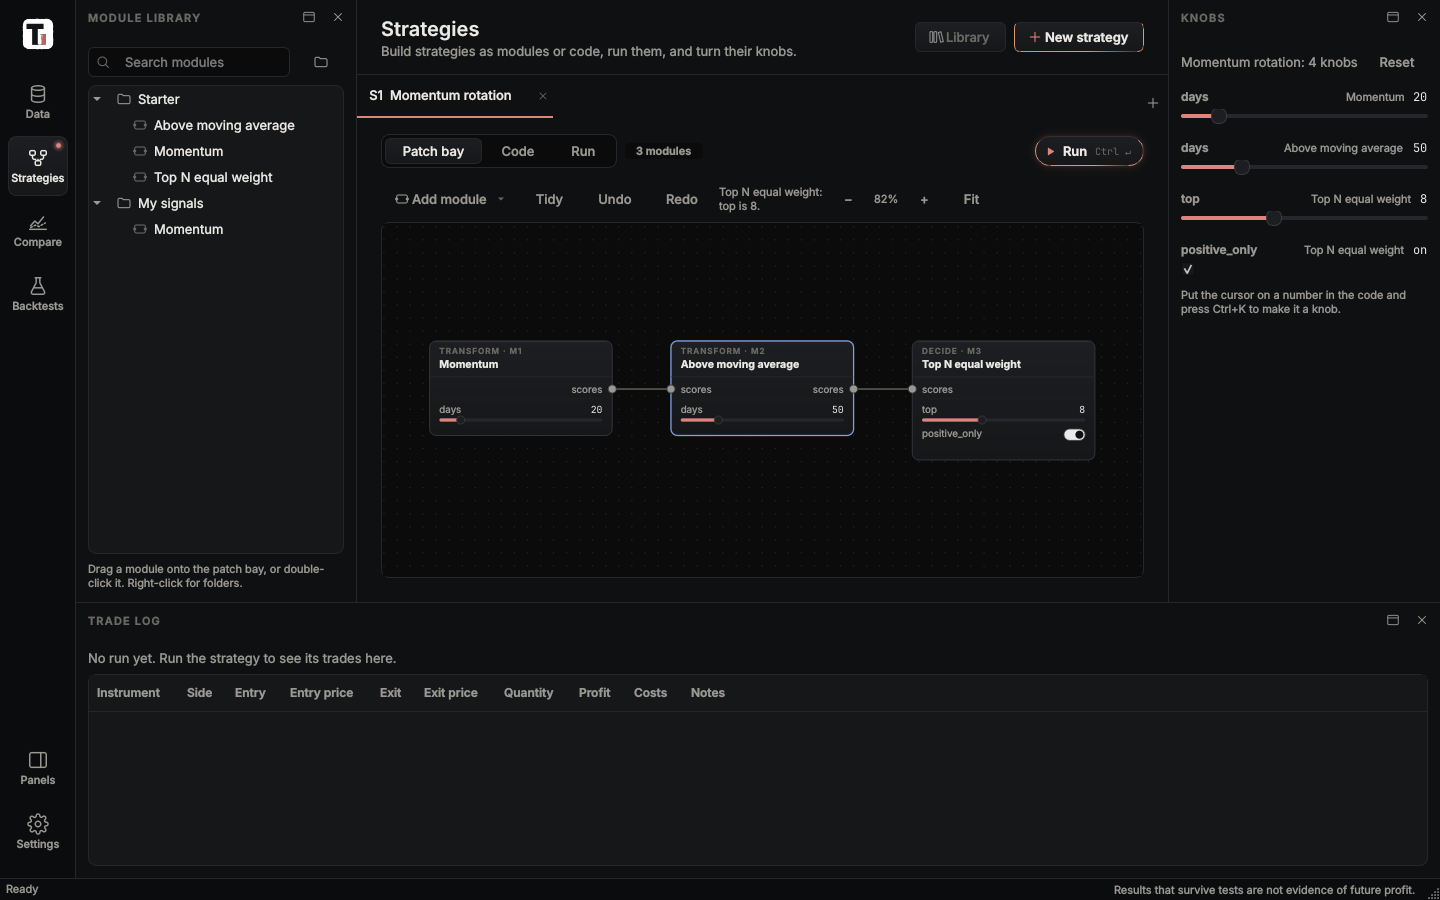 MODULE LIBRARY
Search modules
Starter
Above moving average
Momentum
Top N equal weight
My signals
Momentum
Drag a module onto the patch bay, or double-
click it. Right-click for folders.
Data
Strategies
Compare
Backtests
Panels
Settings
Strategies
Build strategies as modules or code, run them, and turn their knobs.
Library
+ New strategy
S1 Momentum rotation
Patch bay
Code
Run
3 modules
Run Ctrl ↵
Add module
Tidy
Undo
Redo
Top N equal weight:
top is 8.
− 82% +
Fit
TRANSFORM · M1
Momentum
scores
days 20
TRANSFORM · M2
Above moving average
scores scores
days 50
DECIDE · M3
Top N equal weight
scores
top 8
positive_only
KNOBS
Momentum rotation: 4 knobs Reset
days Momentum 20
days Above moving average 50
top Top N equal weight 8
positive_only Top N equal weight on
Put the cursor on a number in the code and
press Ctrl+K to make it a knob.
TRADE LOG
No run yet. Run the strategy to see its trades here.
Instrument Side Entry Entry price Exit Exit price Quantity Profit Costs Notes
Ready
Results that survive tests are not evidence of future profit.